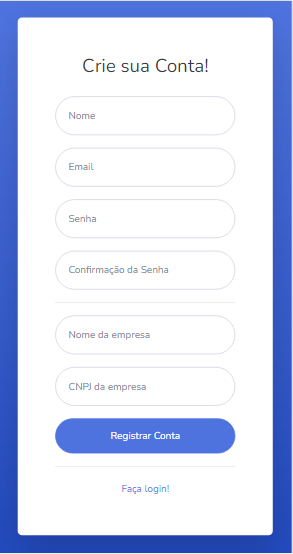 Crie sua Conta!
Nome
Email
Senha
Confirmação da Senha
Nome da empresa
CNPJ da empresa
Registrar Conta
Faça login!